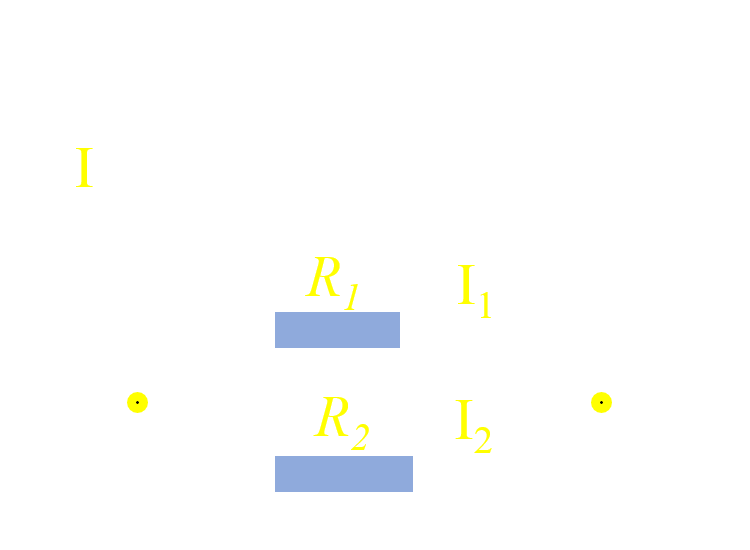 I
R₁ I₁
R₂ I₂